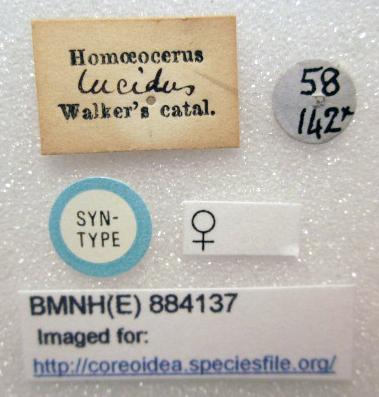 Homœocerus
lucidus
Walker's catal.
58
142*
SYN-
TYPE
♀
BMNH(E) 884137
Imaged for:
http://coreoidea.speciesfile.org/